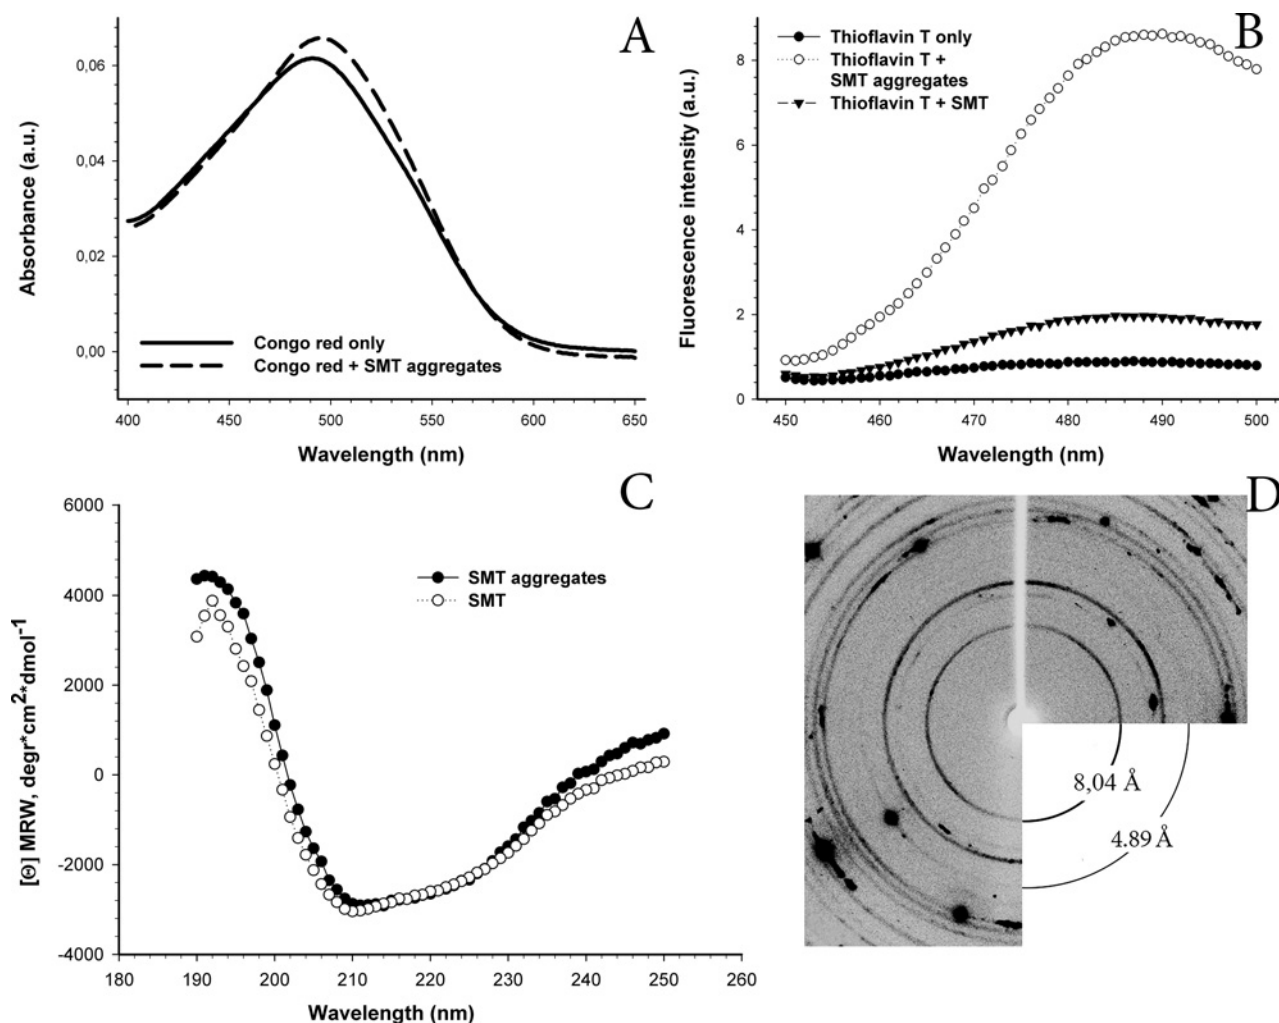 A
0,06
0,04
0,02
0,00
Absorbance (a.u.)
Congo red only
Congo red + SMT aggregates
400 450 500 550 600 650
Wavelength (nm)
B
8
6
4
2
0
Fluorescence intensity (a.u.)
Thioflavin T only
Thioflavin T +
SMT aggregates
Thioflavin T + SMT
450 460 470 480 490 500
Wavelength (nm)
C
6000
4000
2000
0
-2000
-4000
[Θ] MRW, degr*cm²*dmol⁻¹
SMT aggregates
SMT
180 190 200 210 220 230 240 250 260
Wavelength (nm)
D
8,04 Å
4.89 Å